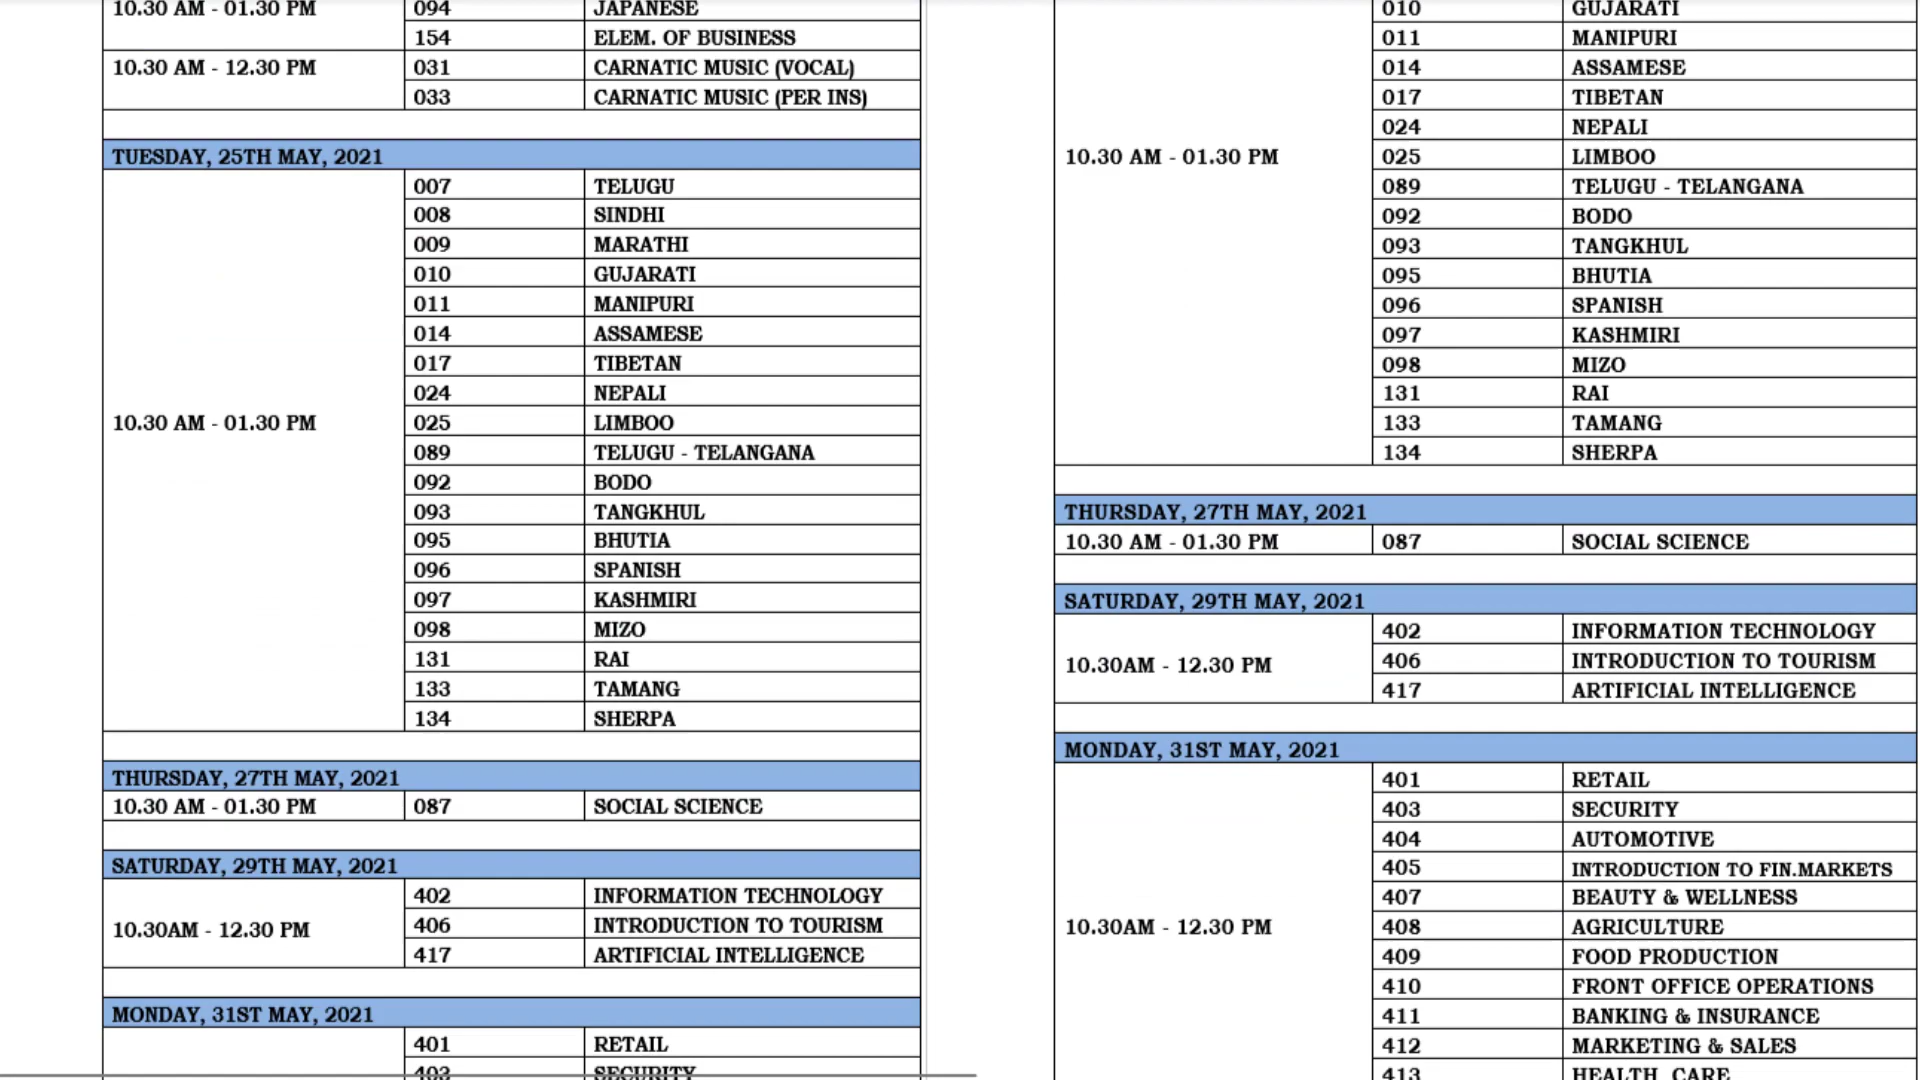 10.30 AM - 01.30 PM 094 JAPANESE
154 ELEM. OF BUSINESS
10.30 AM - 12.30 PM 031 CARNATIC MUSIC (VOCAL)
033 CARNATIC MUSIC (PER INS)
TUESDAY, 25TH MAY, 2021
007 TELUGU
008 SINDHI
009 MARATHI
010 GUJARATI
011 MANIPURI
014 ASSAMESE
017 TIBETAN
024 NEPALI
10.30 AM - 01.30 PM 025 LIMBOO
089 TELUGU - TELANGANA
092 BODO
093 TANGKHUL
095 BHUTIA
096 SPANISH
097 KASHMIRI
098 MIZO
131 RAI
133 TAMANG
134 SHERPA
THURSDAY, 27TH MAY, 2021
10.30 AM - 01.30 PM 087 SOCIAL SCIENCE
SATURDAY, 29TH MAY, 2021
402 INFORMATION TECHNOLOGY
10.30AM - 12.30 PM 406 INTRODUCTION TO TOURISM
417 ARTIFICIAL INTELLIGENCE
MONDAY, 31ST MAY, 2021
401 RETAIL
403 SECURITY
010 GUJARATI
011 MANIPURI
014 ASSAMESE
017 TIBETAN
024 NEPALI
10.30 AM - 01.30 PM 025 LIMBOO
089 TELUGU - TELANGANA
092 BODO
093 TANGKHUL
095 BHUTIA
096 SPANISH
097 KASHMIRI
098 MIZO
131 RAI
133 TAMANG
134 SHERPA
THURSDAY, 27TH MAY, 2021
10.30 AM - 01.30 PM 087 SOCIAL SCIENCE
SATURDAY, 29TH MAY, 2021
402 INFORMATION TECHNOLOGY
10.30AM - 12.30 PM 406 INTRODUCTION TO TOURISM
417 ARTIFICIAL INTELLIGENCE
MONDAY, 31ST MAY, 2021
401 RETAIL
403 SECURITY
404 AUTOMOTIVE
405 INTRODUCTION TO FIN.MARKETS
407 BEAUTY & WELLNESS
10.30AM - 12.30 PM 408 AGRICULTURE
409 FOOD PRODUCTION
410 FRONT OFFICE OPERATIONS
411 BANKING & INSURANCE
412 MARKETING & SALES
413 HEALTH CARE